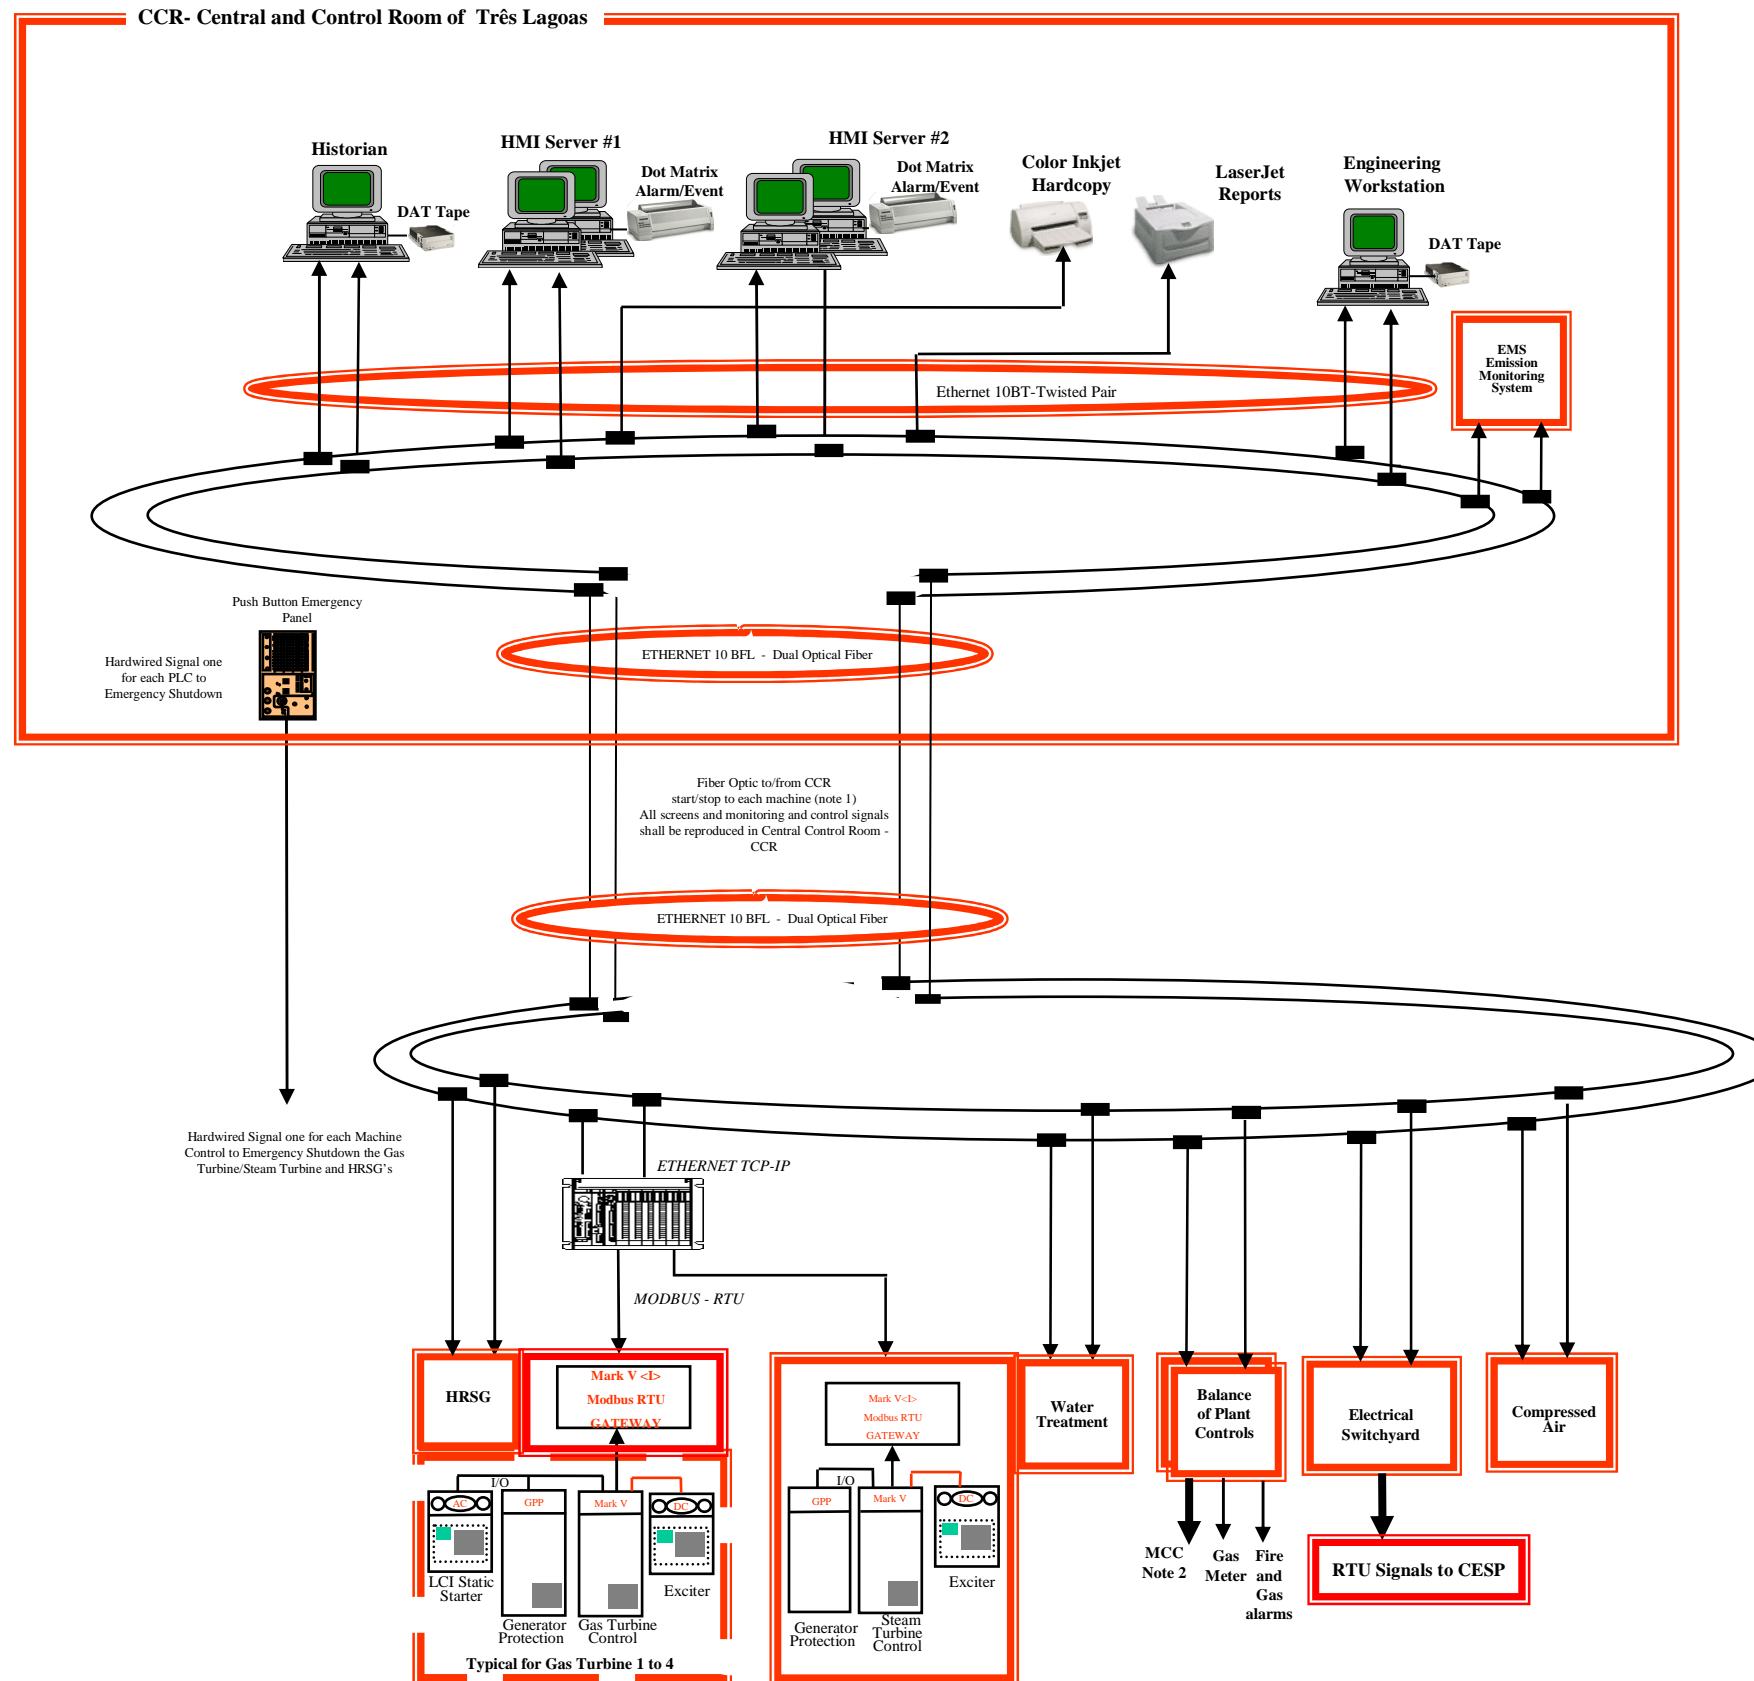 CCR- Central and Control Room of  Três Lagoas
Historian
DAT Tape
HMI Server #1
Dot Matrix
Alarm/Event
HMI Server #2
Dot Matrix
Alarm/Event
Color Inkjet
Hardcopy
LaserJet
Reports
Engineering
Workstation
DAT Tape
EMS
Emission
Monitoring
System
Ethernet 10BT-Twisted Pair
Push Button Emergency
Panel
Hardwired Signal one
for each PLC to
Emergency Shutdown
ETHERNET 10 BFL  -  Dual Optical Fiber
Fiber Optic to/from CCR
start/stop to each machine (note 1)
All screens and monitoring and control signals
shall be reproduced in Central Control Room -
CCR
ETHERNET 10 BFL  -  Dual Optical Fiber
Hardwired Signal one for each Machine
Control to Emergency Shutdown the Gas
Turbine/Steam Turbine and HRSG's
ETHERNET TCP-IP
MODBUS - RTU
HRSG
Mark V <I>
Modbus RTU
GATEWAY
Mark V<I>
Modbus RTU
GATEWAY
Water
Treatment
Balance
of Plant
Controls
Electrical
Switchyard
Compressed
Air
I/O
AC
GPP
Mark V
DC
LCI Static
Starter
Generator
Protection
Gas Turbine
Control
Exciter
Typical for Gas Turbine 1 to 4
I/O
GPP
Mark V
DC
Generator
Protection
Steam
Turbine
Control
Exciter
MCC
Note 2
Gas
Meter
Fire
and
Gas
alarms
RTU Signals to CESP